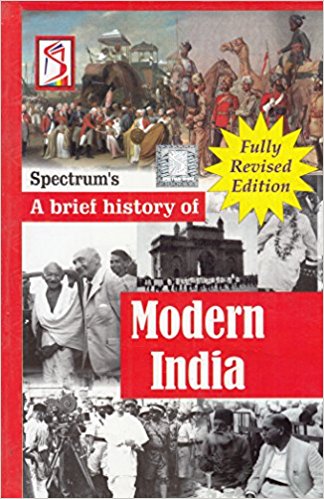 Fully
Revised
Edition
Spectrum's
A brief history of
Modern
India